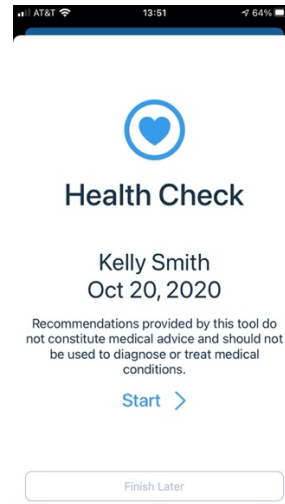 AT&T 13:51 64%
Health Check
Kelly Smith
Oct 20, 2020
Recommendations provided by this tool do
not constitute medical advice and should not
be used to diagnose or treat medical
conditions.
Start >
Finish Later